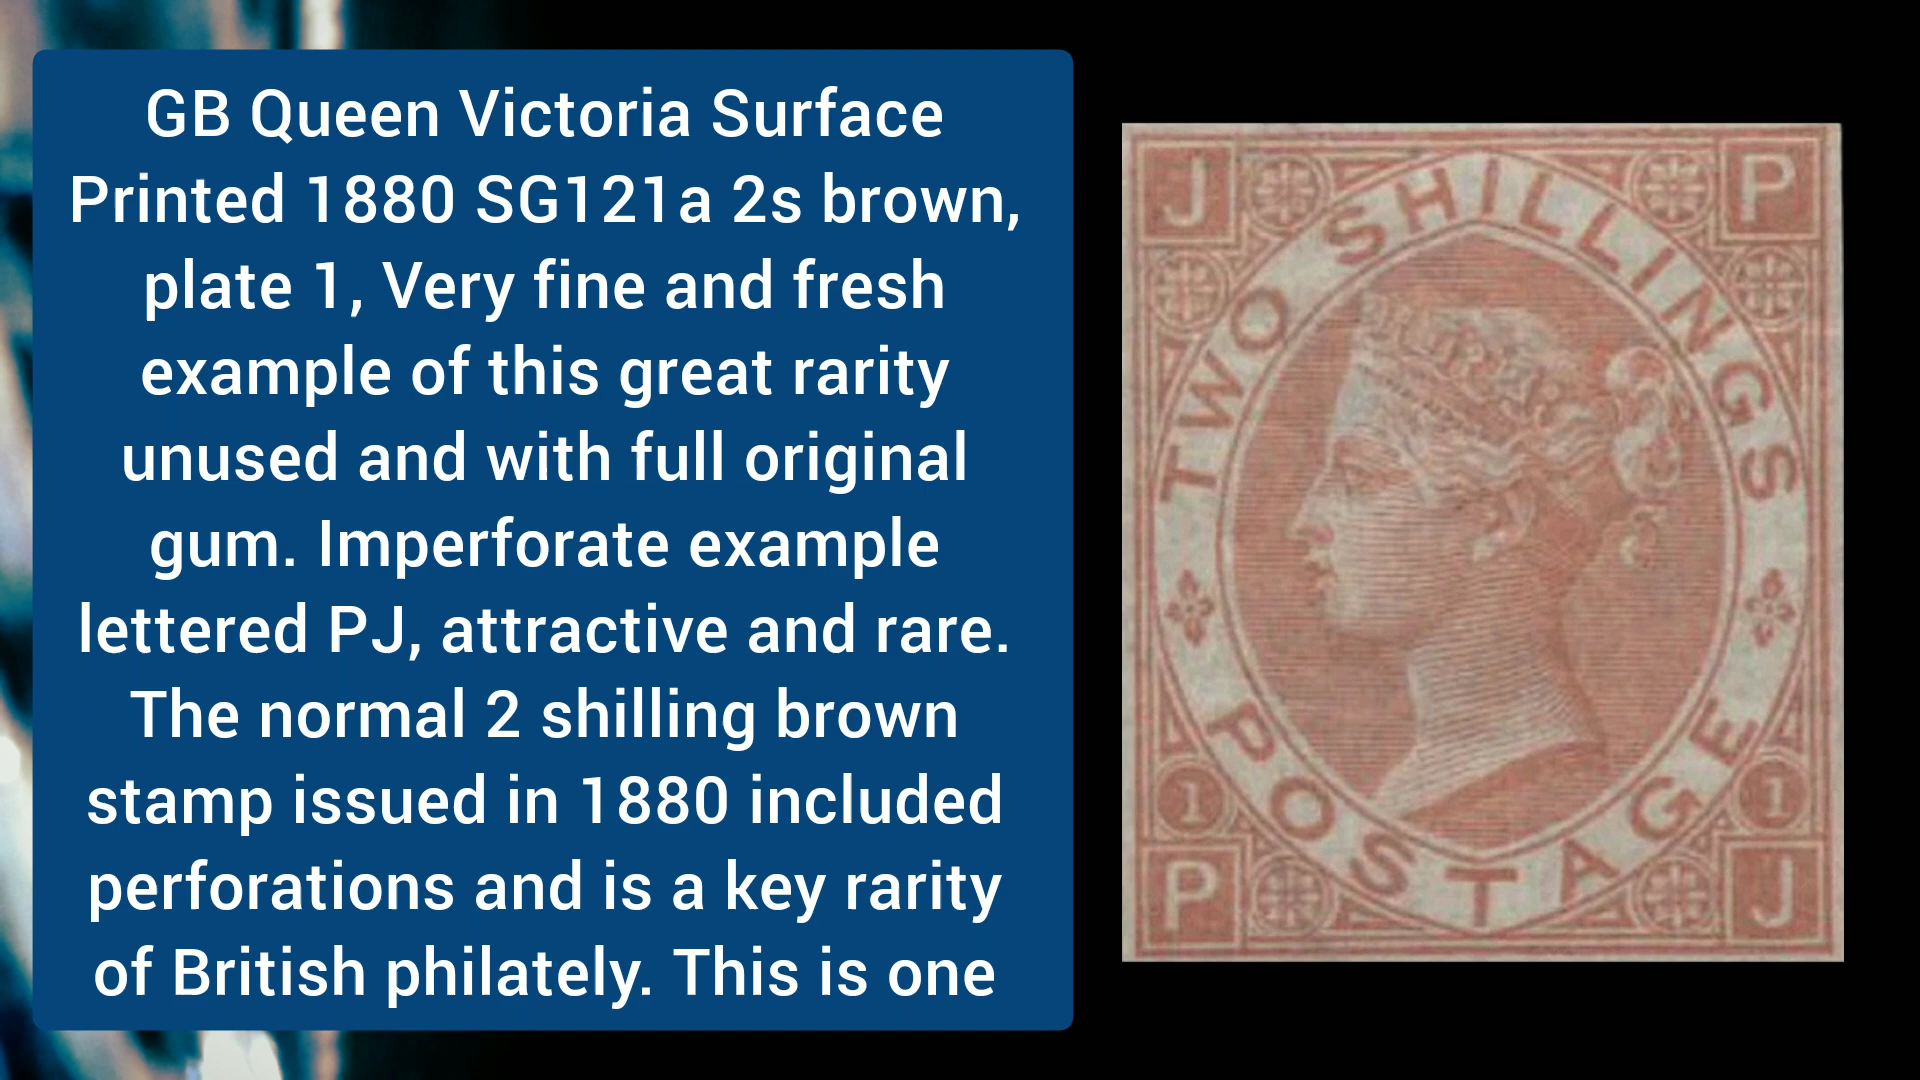 GB Queen Victoria Surface
Printed 1880 SG121a 2s brown,
plate 1, Very fine and fresh
example of this great rarity
unused and with full original
gum. Imperforate example
lettered PJ, attractive and rare.
The normal 2 shilling brown
stamp issued in 1880 included
perforations and is a key rarity
of British philately. This is one
J P
TWO SHILLINGS
1 1
POSTAGE
P J